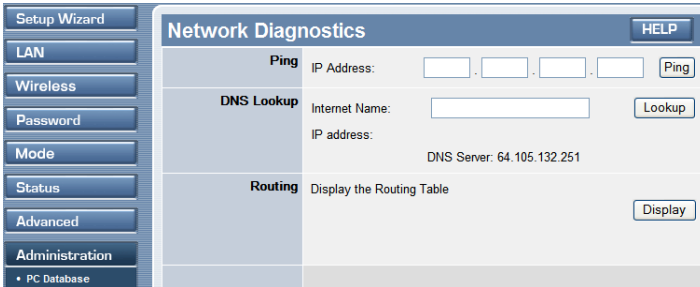 Setup Wizard
LAN
Wireless
Password
Mode
Status
Advanced
Administration
• PC Database
Network Diagnostics
HELP
Ping
IP Address:
. . .
Ping
DNS Lookup
Internet Name:
Lookup
IP address:
DNS Server: 64.105.132.251
Routing
Display the Routing Table
Display